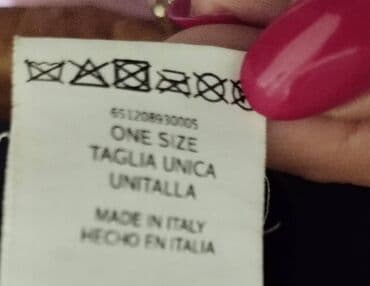 651208930005
ONE SIZE
TAGLIA UNICA
UNITALLA
MADE IN ITALY
HECHO EN ITALIA